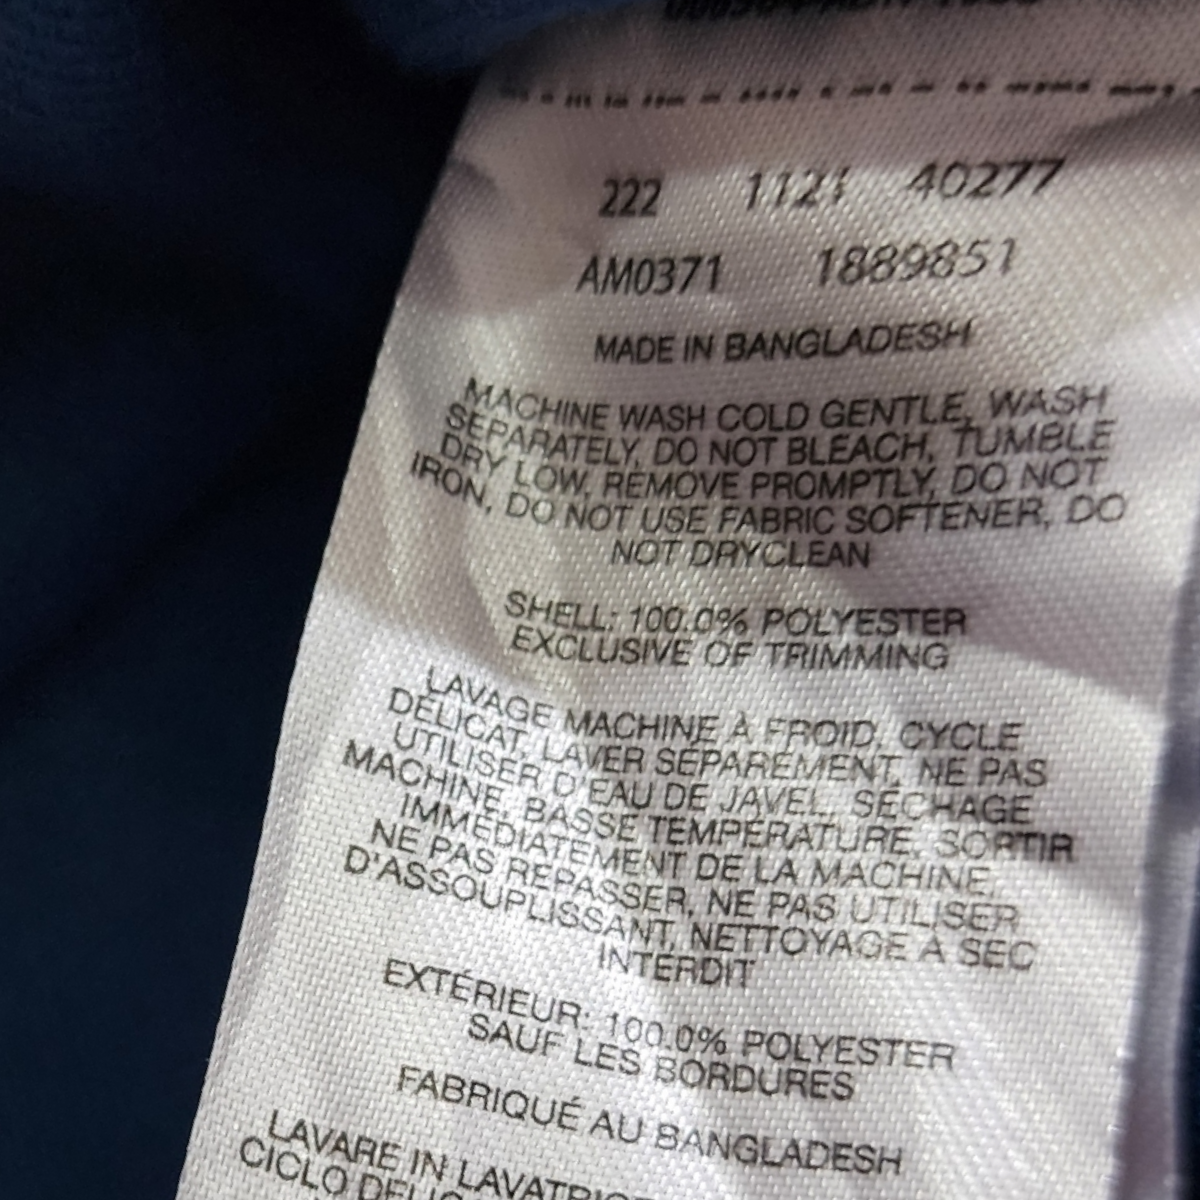 222 1121 40277
AM0371 1889851
MADE IN BANGLADESH
MACHINE WASH COLD GENTLE, WASH
SEPARATELY, DO NOT BLEACH, TUMBLE
DRY LOW, REMOVE PROMPTLY, DO NOT
IRON, DO NOT USE FABRIC SOFTENER, DO
NOT DRYCLEAN
SHELL: 100.0% POLYESTER
EXCLUSIVE OF TRIMMING
LAVAGE MACHINE À FROID, CYCLE
DÉLICAT, LAVER SÉPARÉMENT, NE PAS
UTILISER D'EAU DE JAVEL, SÉCHAGE
MACHINE, BASSE TEMPÉRATURE, SORTIR
IMMÉDIATEMENT DE LA MACHINE,
NE PAS REPASSER, NE PAS UTILISER
D'ASSOUPLISSANT, NETTOYAGE À SEC
INTERDIT
EXTÉRIEUR: 100.0% POLYESTER
SAUF LES BORDURES
FABRIQUÉ AU BANGLADESH
LAVARE IN
CICLO